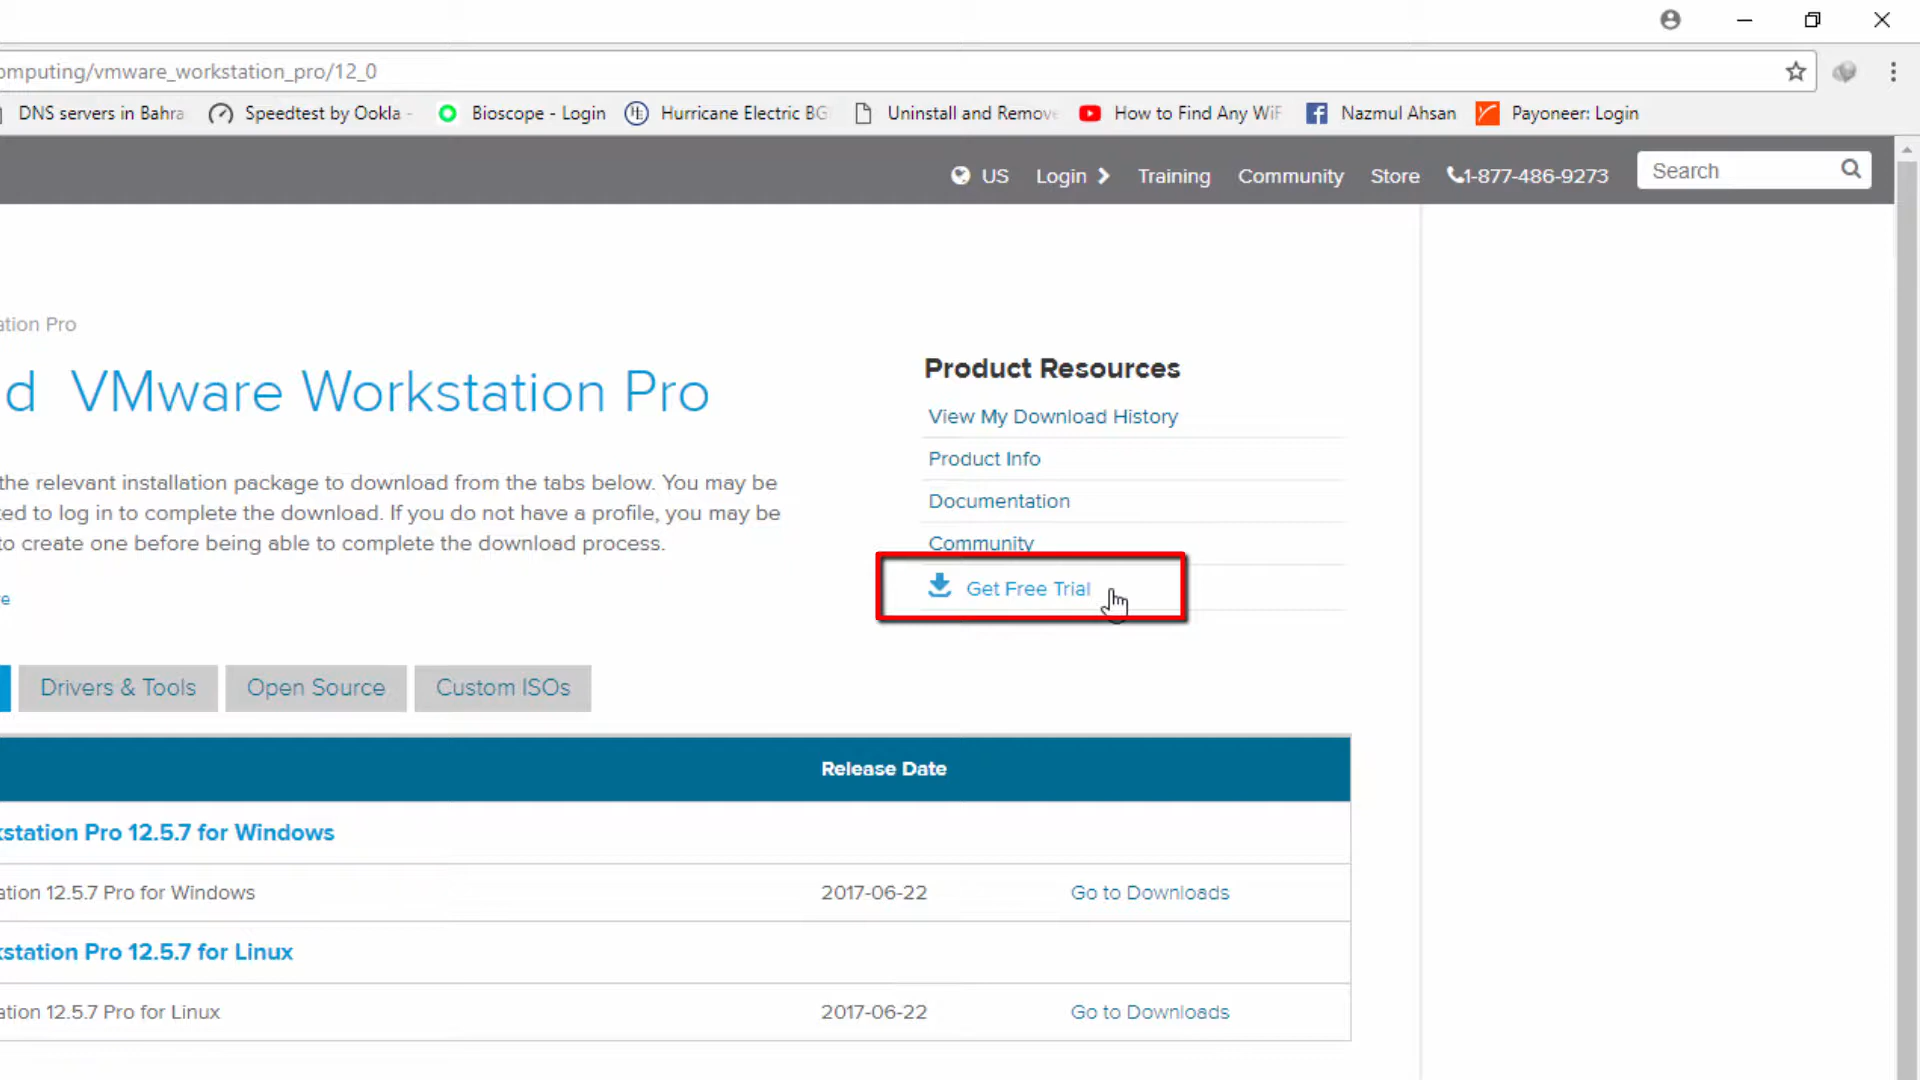 omputing/vmware_workstation_pro/12_0
DNS servers in Bahra
Speedtest by Ookla -
Bioscope - Login
Hurricane Electric BG
Uninstall and Remove
How to Find Any WiF
Nazmul Ahsan
Payoneer: Login
US Login Training Community Store 1-877-486-9273 Search
ation Pro
d VMware Workstation Pro
the relevant installation package to download from the tabs below. You may be
ed to log in to complete the download. If you do not have a profile, you may be
to create one before being able to complete the download process.
e
Product Resources
View My Download History
Product Info
Documentation
Community
Get Free Trial
Drivers & Tools Open Source Custom ISOs
Release Date
kstation Pro 12.5.7 for Windows
ation 12.5.7 Pro for Windows 2017-06-22 Go to Downloads
kstation Pro 12.5.7 for Linux
ation 12.5.7 Pro for Linux 2017-06-22 Go to Downloads